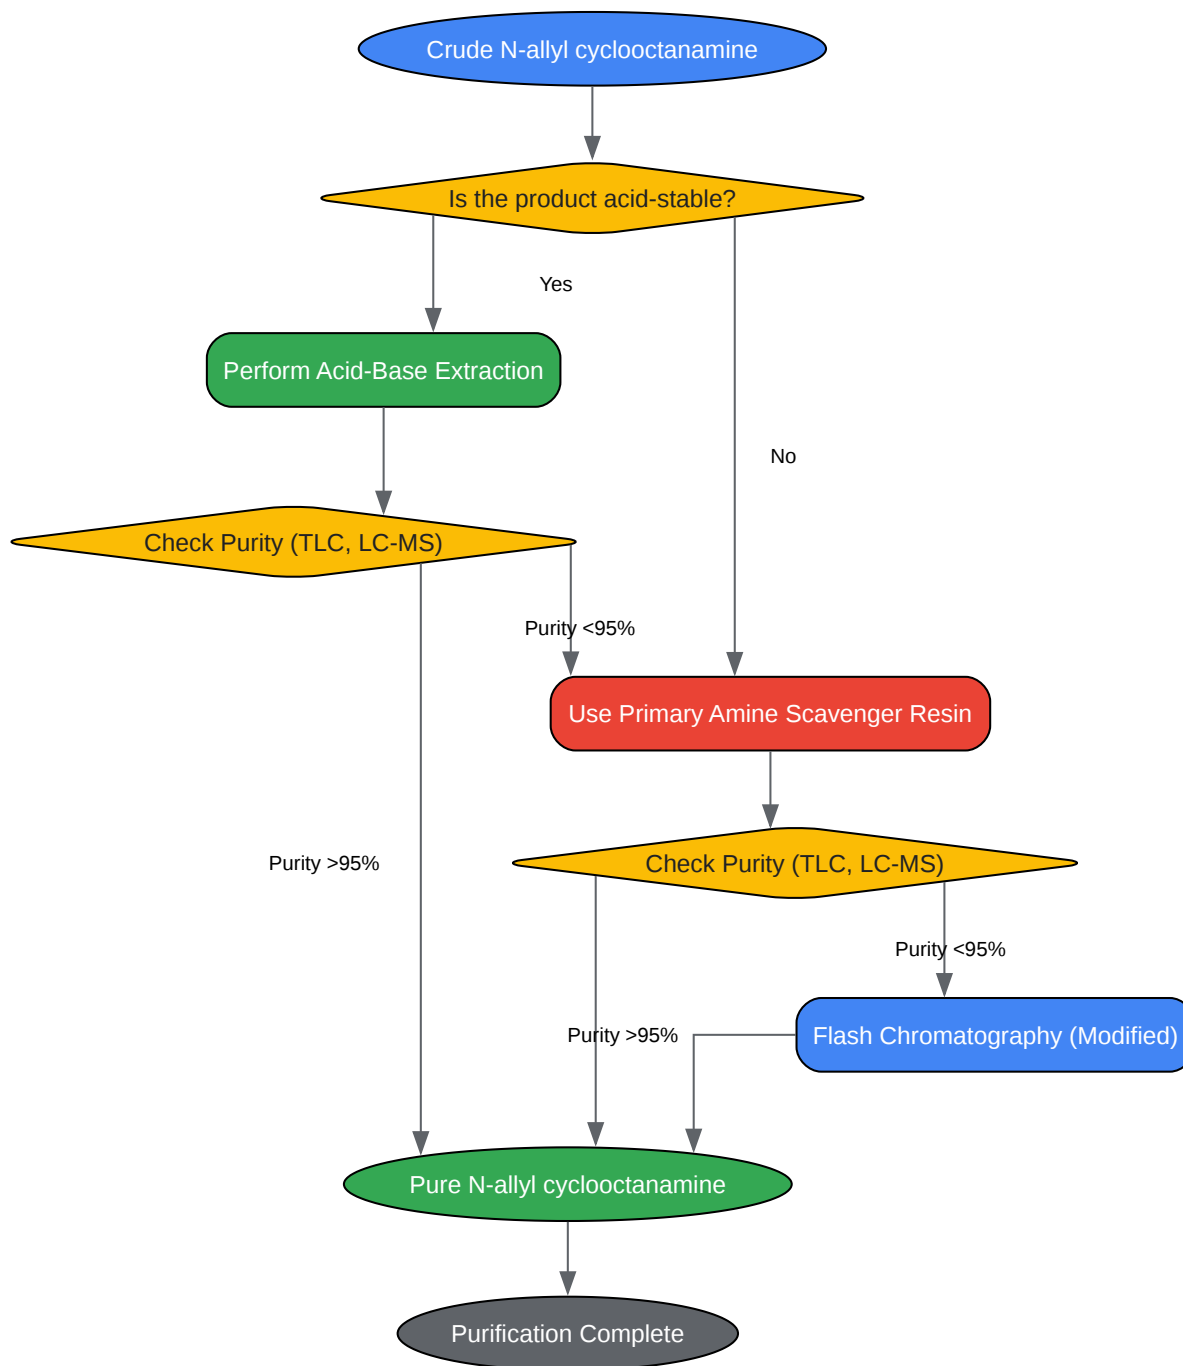 Crude N-allyl cyclooctanamine
Is the product acid-stable?
Yes
Perform Acid-Base Extraction
No
Check Purity (TLC, LC-MS)
Purity <95%
Use Primary Amine Scavenger Resin
Purity >95%
Check Purity (TLC, LC-MS)
Purity <95%
Purity >95%
Flash Chromatography (Modified)
Pure N-allyl cyclooctanamine
Purification Complete